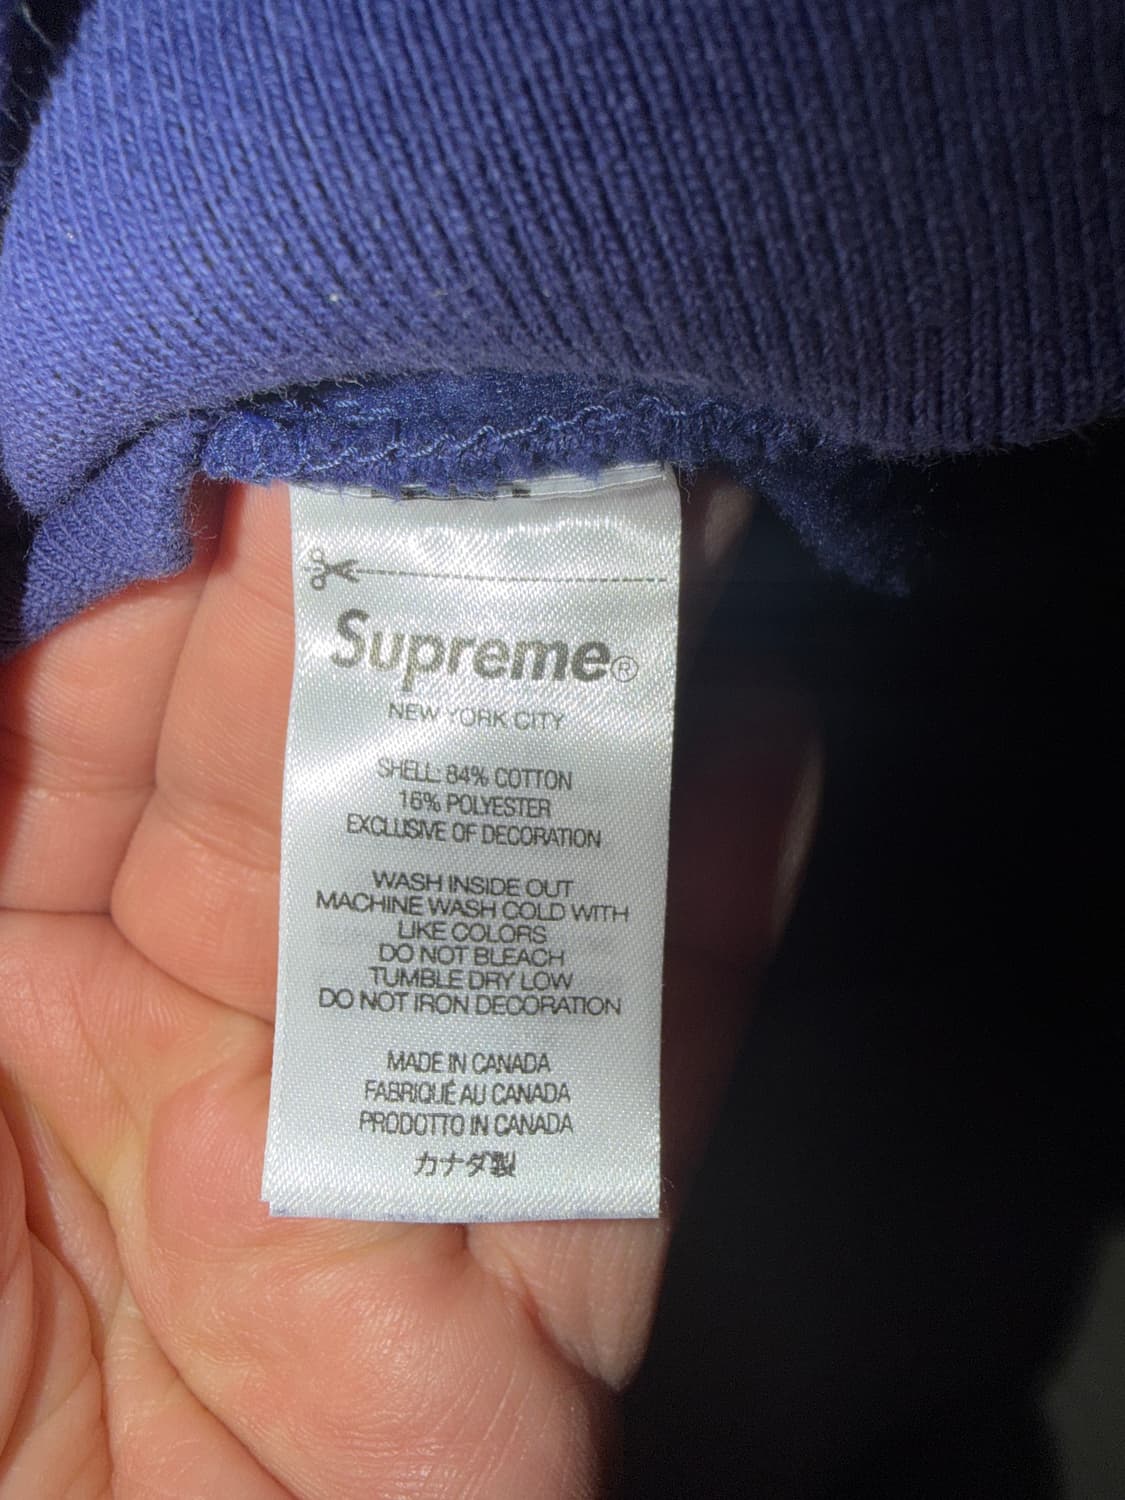 Supreme®
NEW YORK CITY
SHELL: 84% COTTON
16% POLYESTER
EXCLUSIVE OF DECORATION
WASH INSIDE OUT
MACHINE WASH COLD WITH
LIKE COLORS
DO NOT BLEACH
TUMBLE DRY LOW
DO NOT IRON DECORATION
MADE IN CANADA
FABRIQUÉ AU CANADA
PRODOTTO IN CANADA
カナダ製